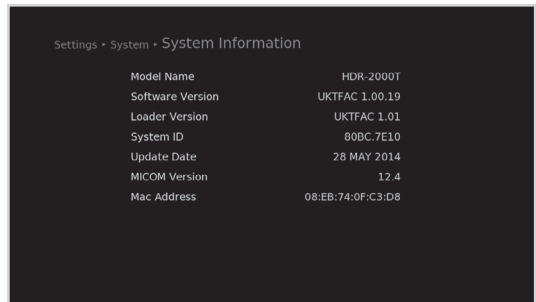 Settings ‣ System ‣ System Information
Model Name HDR-2000T
Software Version UKTFAC 1.00.19
Loader Version UKTFAC 1.01
System ID 80BC.7E10
Update Date 28 MAY 2014
MICOM Version 12.4
Mac Address 08:EB:74:0F:C3:D8